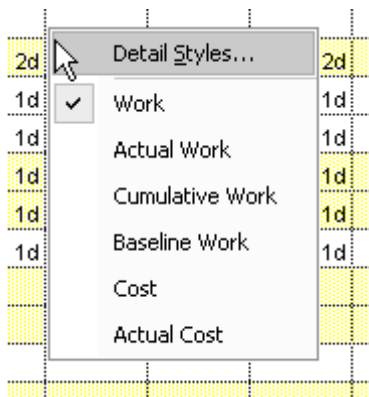 2d Detail Styles... 2d
1d Work 1d
1d Actual Work 1d
1d Cumulative Work 1d
1d Baseline Work 1d
1d Cost 1d
Actual Cost